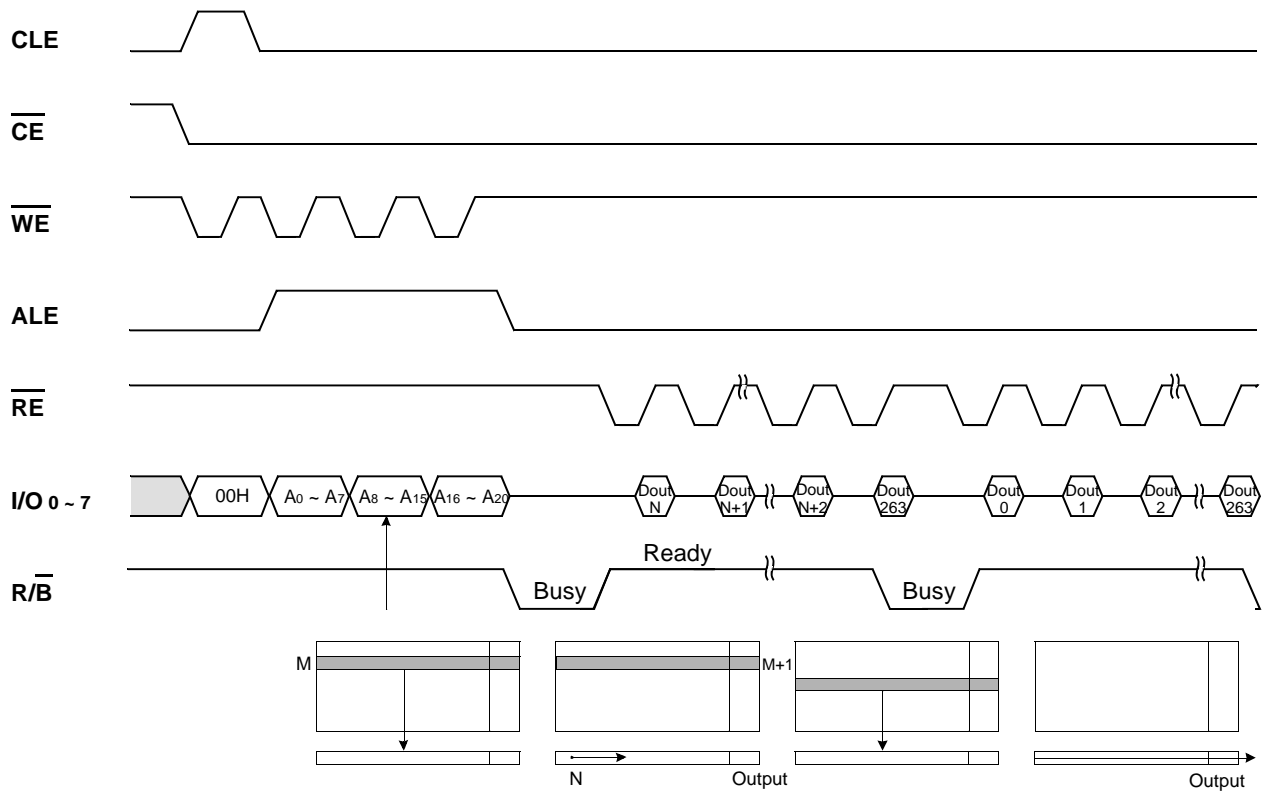 CLE
CE
WE
ALE
RE
I/O 0 ~ 7
00H
A0 ~ A7
A8 ~ A15
A16 ~ A20
Dout
N
Dout
N+1
Dout
N+2
Dout
263
Dout
0
Dout
1
Dout
2
Dout
263
R/B
Busy
Ready
Busy
M
M+1
N
Output
Output